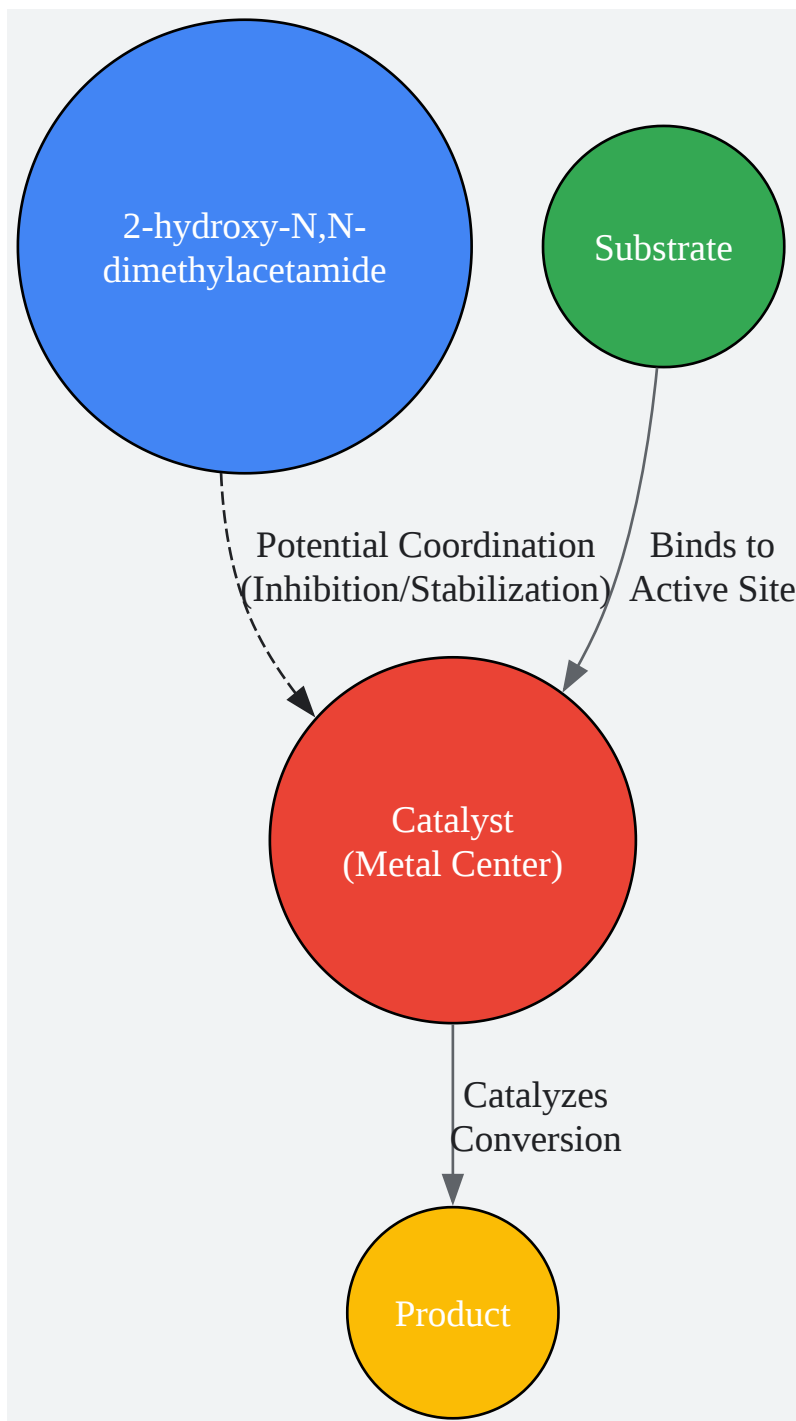 2-hydroxy-N,N-
dimethylacetamide
Substrate
Potential Coordination
(Inhibition/Stabilization)
Binds to
Active Site
Catalyst
(Metal Center)
Catalyzes
Conversion
Product